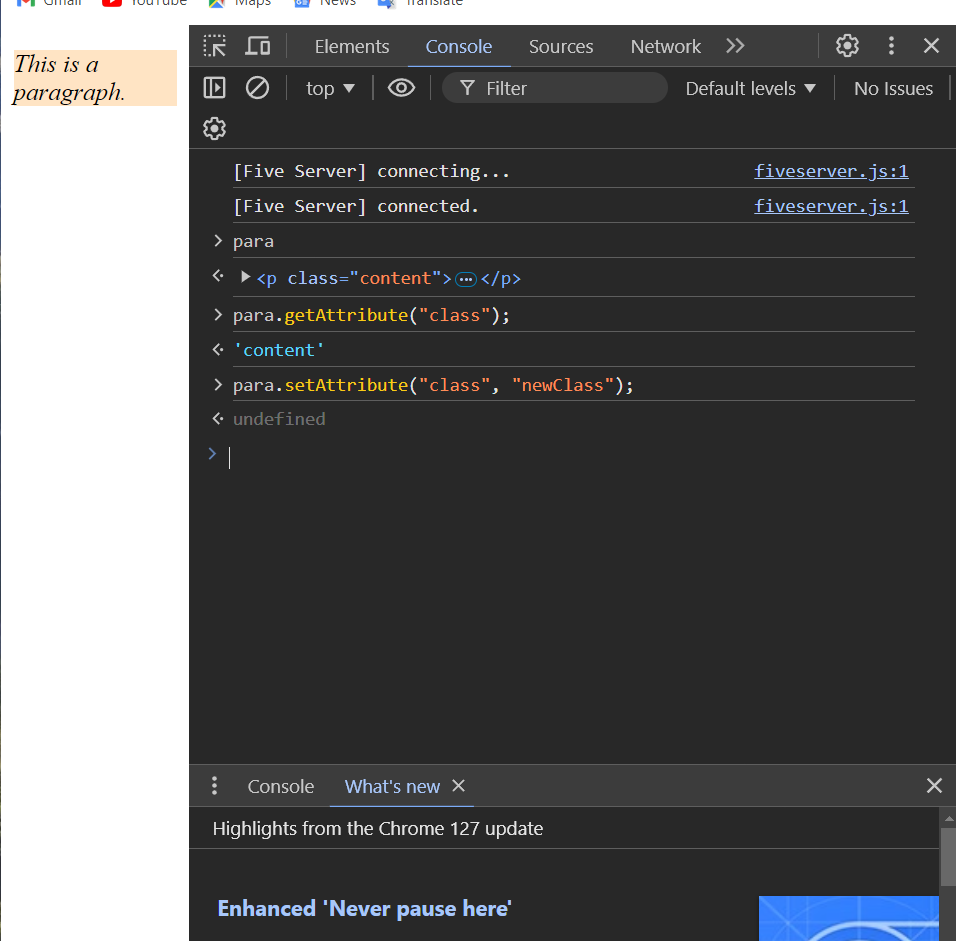 Gmail YouTube Maps News Translate
This is a
paragraph.
Elements Console Sources Network
top Filter Default levels No Issues
[Five Server] connecting... fiveserver.js:1
[Five Server] connected. fiveserver.js:1
para
<p class="content">…</p>
para.getAttribute("class");
'content'
para.setAttribute("class", "newClass");
undefined
Console What's new
Highlights from the Chrome 127 update
Enhanced 'Never pause here'